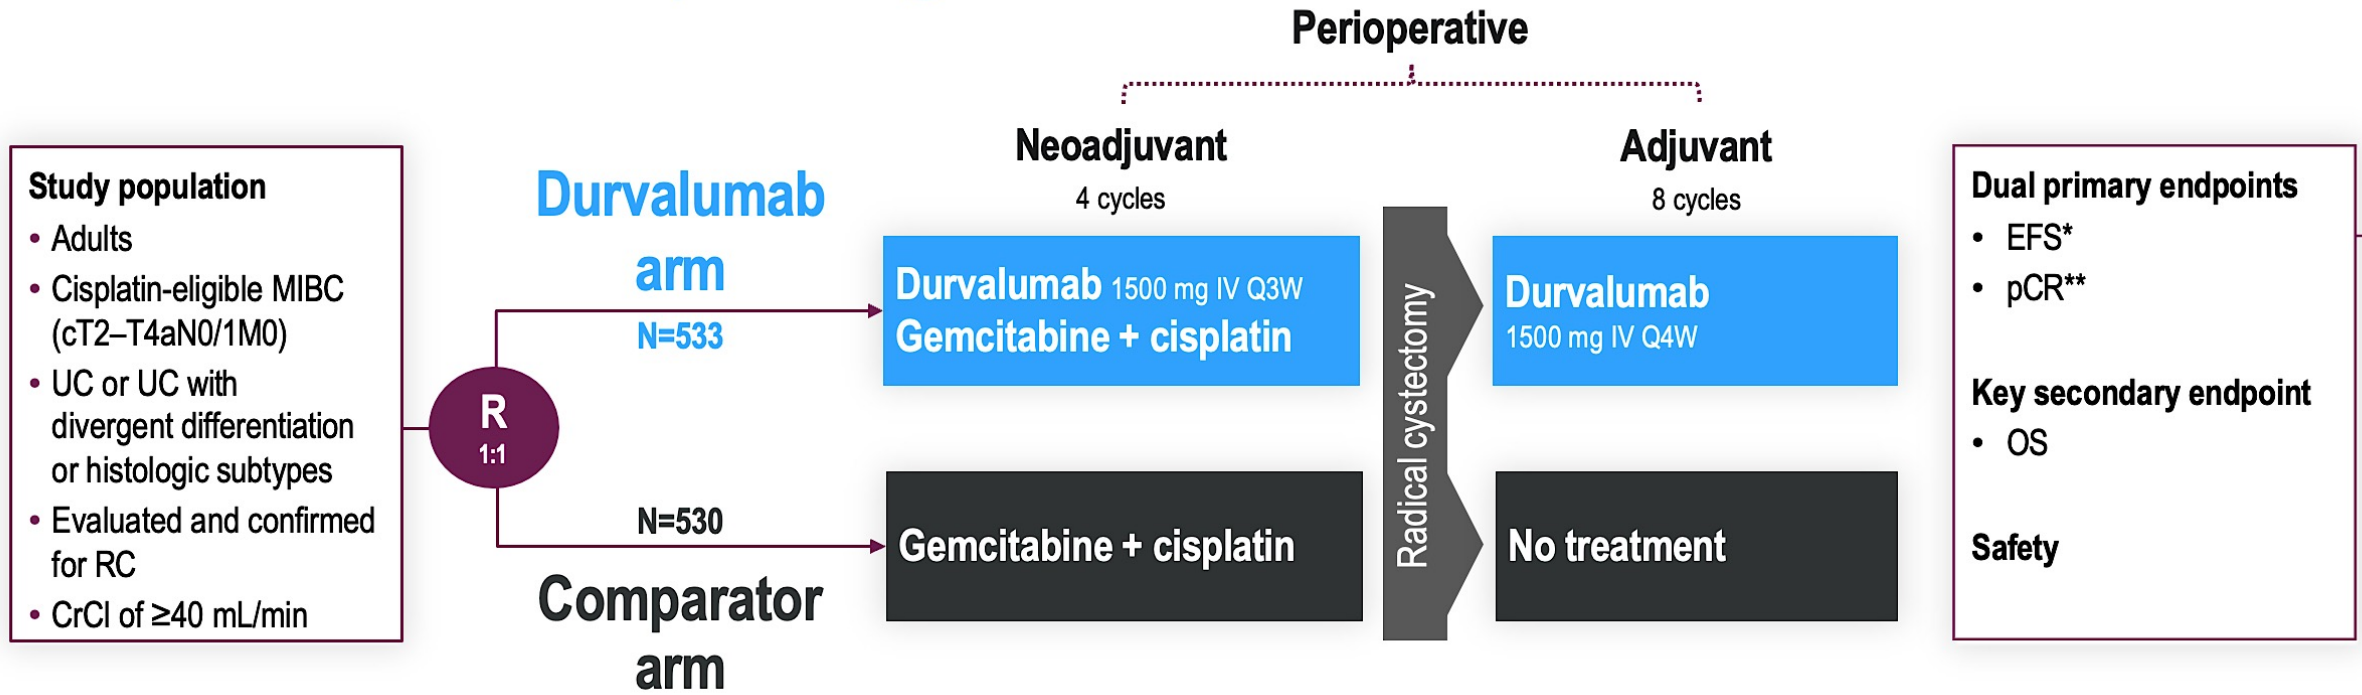 Perioperative
Study population
• Adults
• Cisplatin-eligible MIBC
(cT2–T4aN0/1M0)
• UC or UC with
divergent differentiation
or histologic subtypes
• Evaluated and confirmed
for RC
• CrCl of ≥40 mL/min
R
1:1
Durvalumab
arm
N=533
N=530
Comparator
arm
Neoadjuvant
4 cycles
Durvalumab 1500 mg IV Q3W
Gemcitabine + cisplatin
Gemcitabine + cisplatin
Radical cystectomy
Adjuvant
8 cycles
Durvalumab
1500 mg IV Q4W
No treatment
Dual primary endpoints
• EFS*
• pCR**
Key secondary endpoint
• OS
Safety